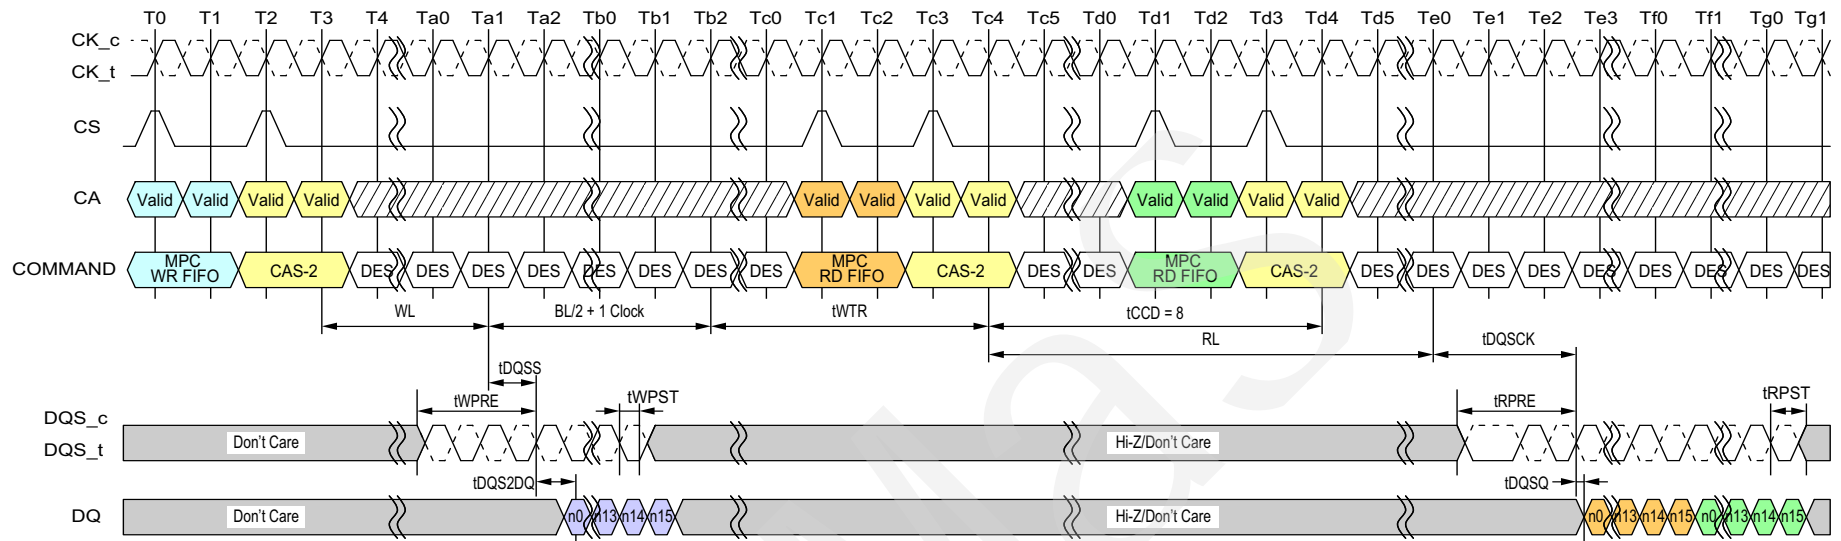 T0 T1 T2 T3 T4 Ta0 Ta1 Ta2 Tb0 Tb1 Tb2 Tc0 Tc1 Tc2 Tc3 Tc4 Tc5 Td0 Td1 Td2 Td3 Td4 Td5 Te0 Te1 Te2 Te3 Tf0 Tf1 Tg0 Tg1
CK_c
CK_t
CS
CA Valid Valid Valid Valid Valid Valid Valid Valid Valid Valid Valid Valid
COMMAND MPC WR FIFO CAS-2 DES DES DES DES DES DES DES DES MPC RD FIFO CAS-2 DES DES MPC RD FIFO CAS-2 DES DES DES DES DES DES DES DES DES
WL BL/2 + 1 Clock tWTR tCCD = 8
RL tDQSCK
tDQSS
tWPRE tWPST tRPRE tRPST
DQS_c
DQS_t Don't Care Hi-Z/Don't Care
tDQS2DQ tDQSQ
DQ Don't Care n0 n13 n14 n15 Hi-Z/Don't Care n0 n13 n14 n15 n0 n13 n14 n15